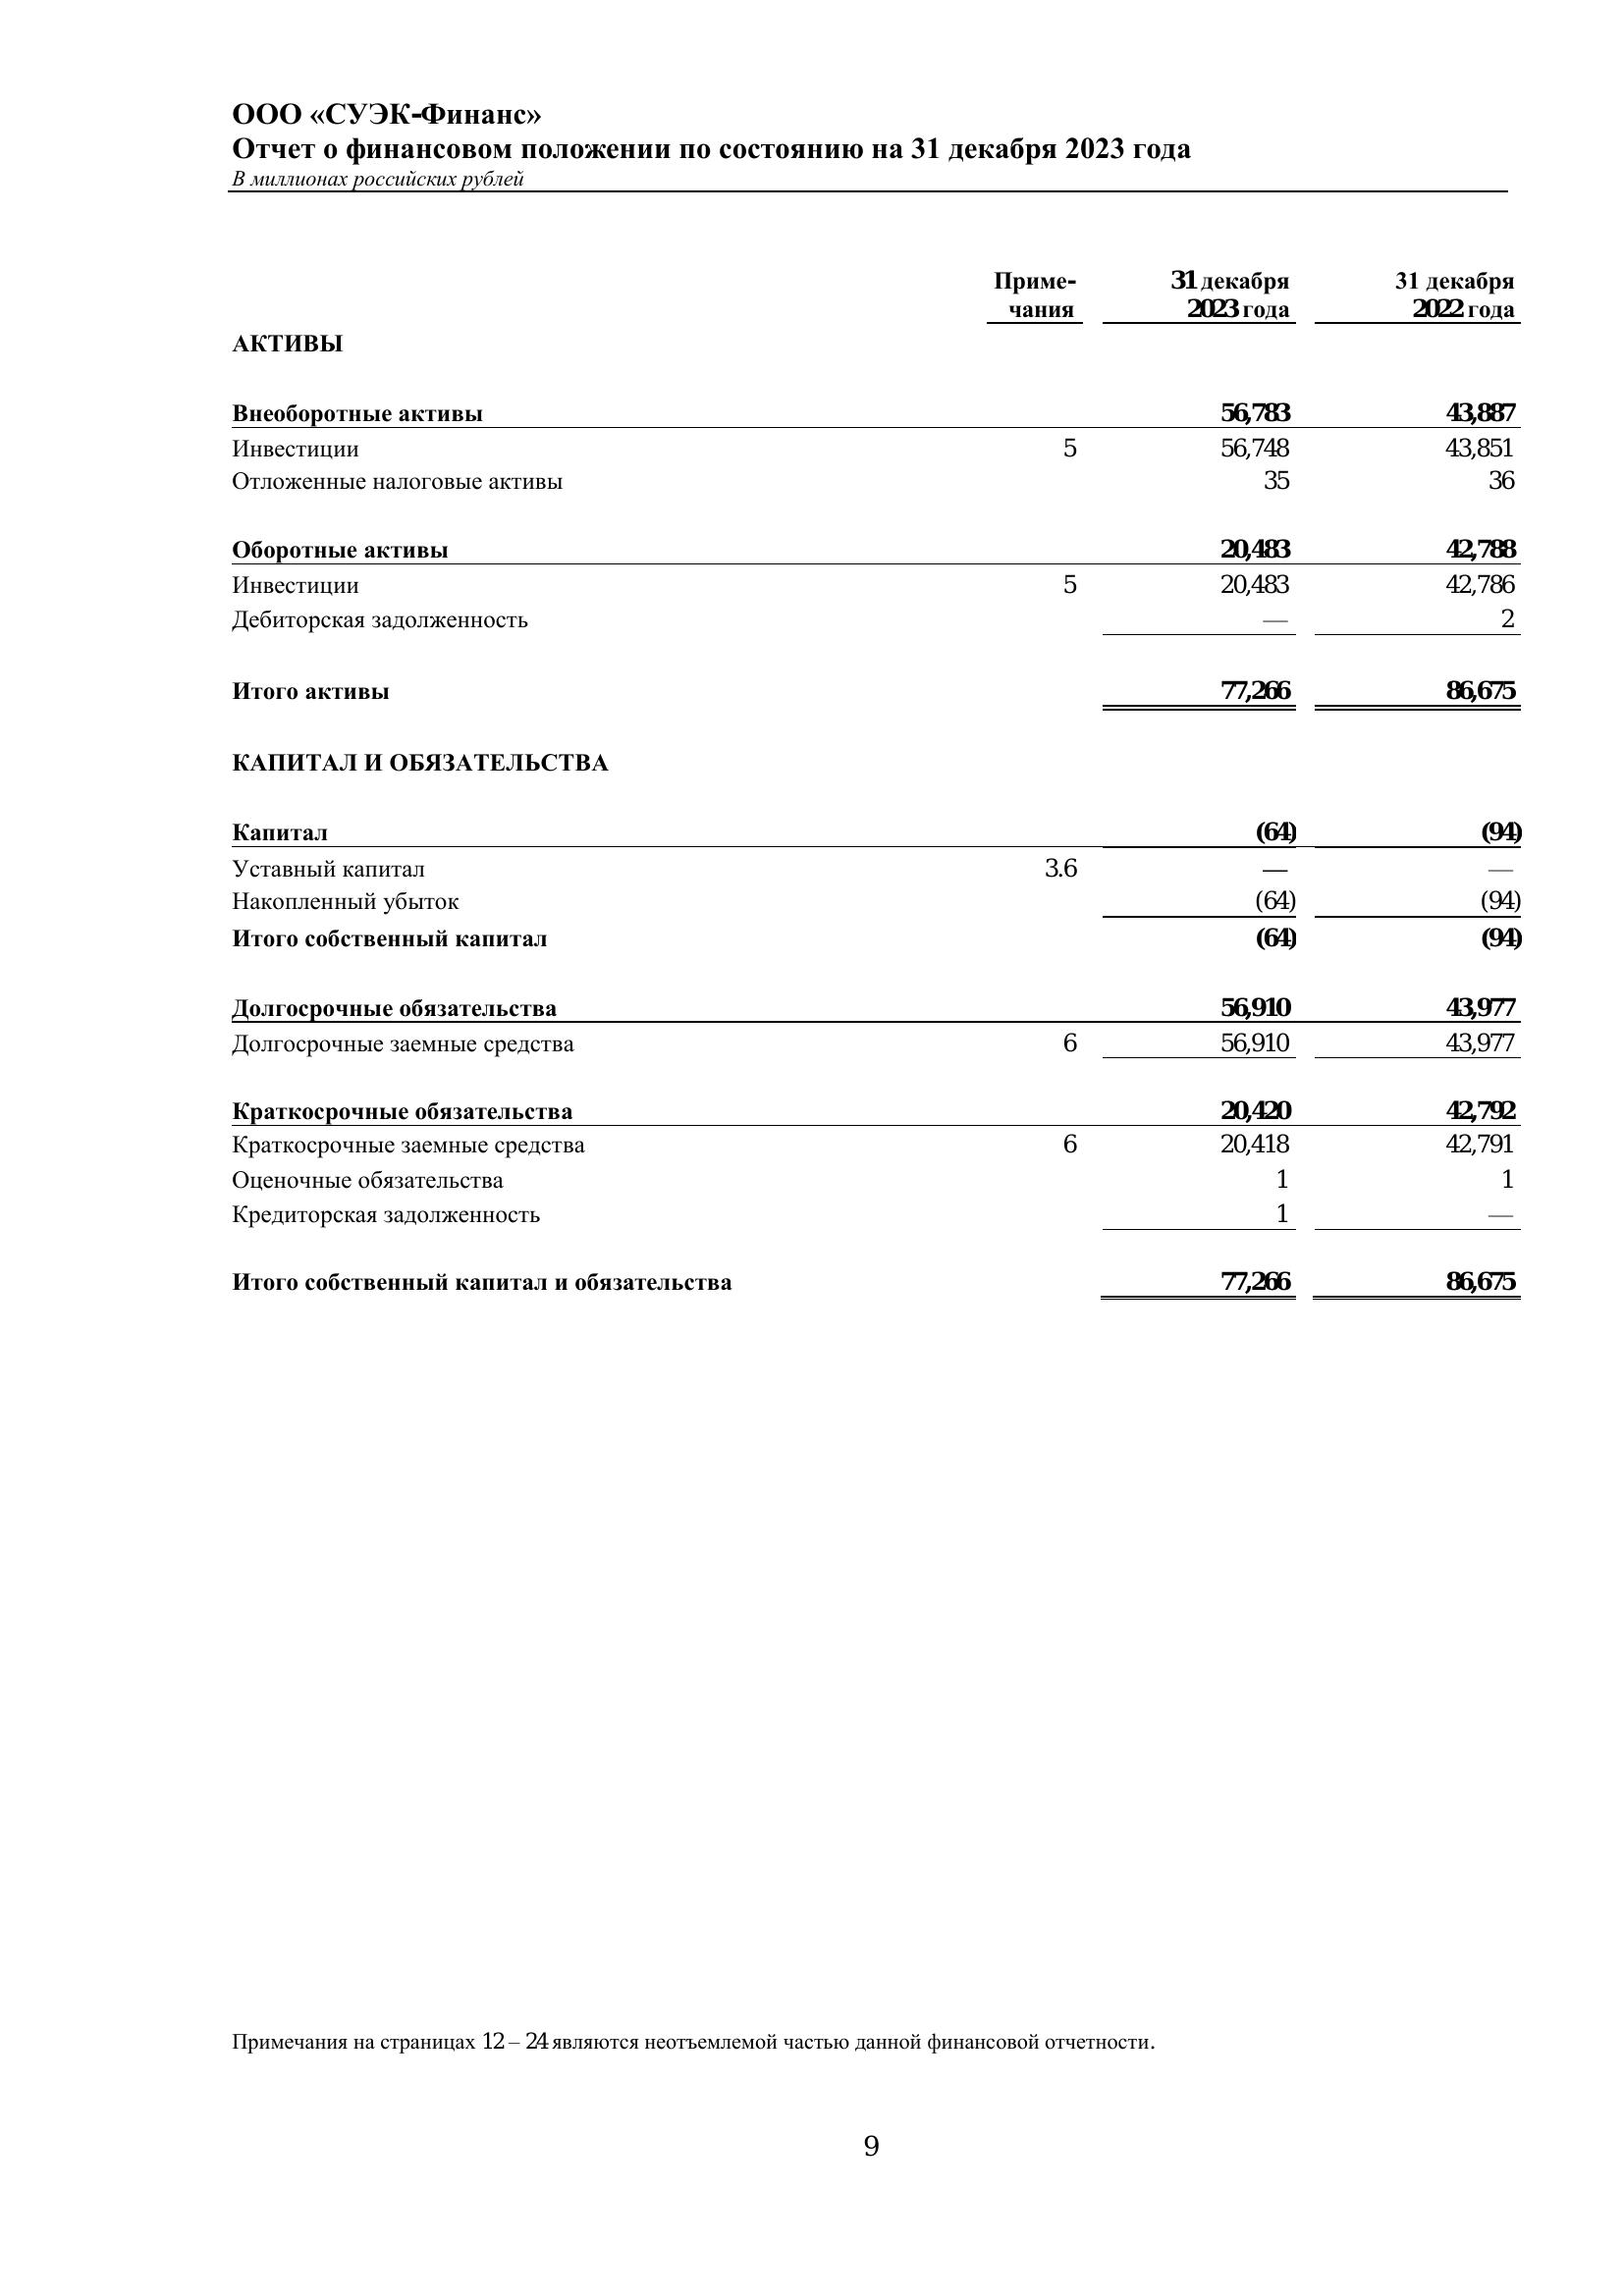 ООО «СУЭК-Финанс»
Отчет о финансовом положении по состоянию на 31 декабря 2023 года
В миллионах российских рублей
Приме- 31 декабря 31 декабря
чания 2023 года 2022 года
АКТИВЫ
Внеоборотные активы 56,783 43,887
Инвестиции 5 56,748 43,851
Отложенные налоговые активы 35 36
Оборотные активы 20,483 42,788
Инвестиции 5 20,483 42,786
Дебиторская задолженность — 2
Итого активы 77,266 86,675
КАПИТАЛ И ОБЯЗАТЕЛЬСТВА
Капитал (64) (94)
Уставный капитал 3.6 — —
Накопленный убыток (64) (94)
Итого собственный капитал (64) (94)
Долгосрочные обязательства 56,910 43,977
Долгосрочные заемные средства 6 56,910 43,977
Краткосрочные обязательства 20,420 42,792
Краткосрочные заемные средства 6 20,418 42,791
Оценочные обязательства 1 1
Кредиторская задолженность 1 —
Итого собственный капитал и обязательства 77,266 86,675
Примечания на страницах 12 – 24 являются неотъемлемой частью данной финансовой отчетности.
9